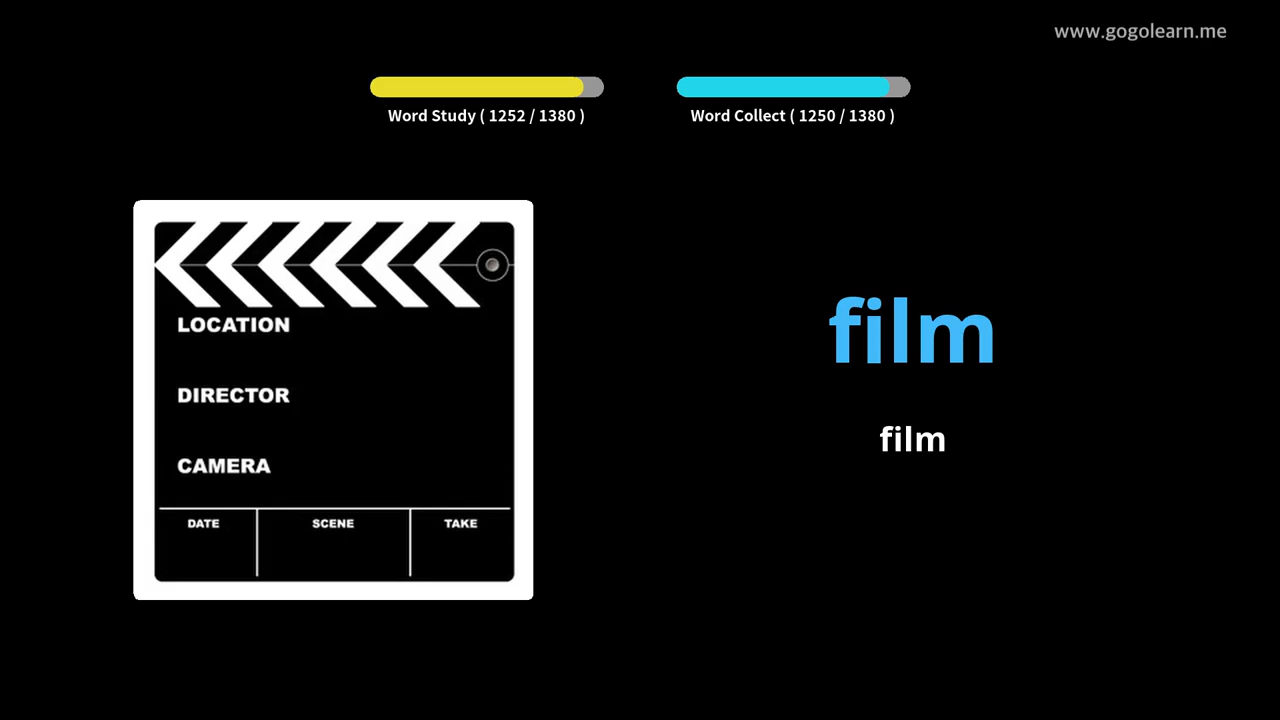 www.gogolearn.me
Word Study ( 1252 / 1380 )
Word Collect ( 1250 / 1380 )
LOCATION
DIRECTOR
CAMERA
DATE
SCENE
TAKE
film
film